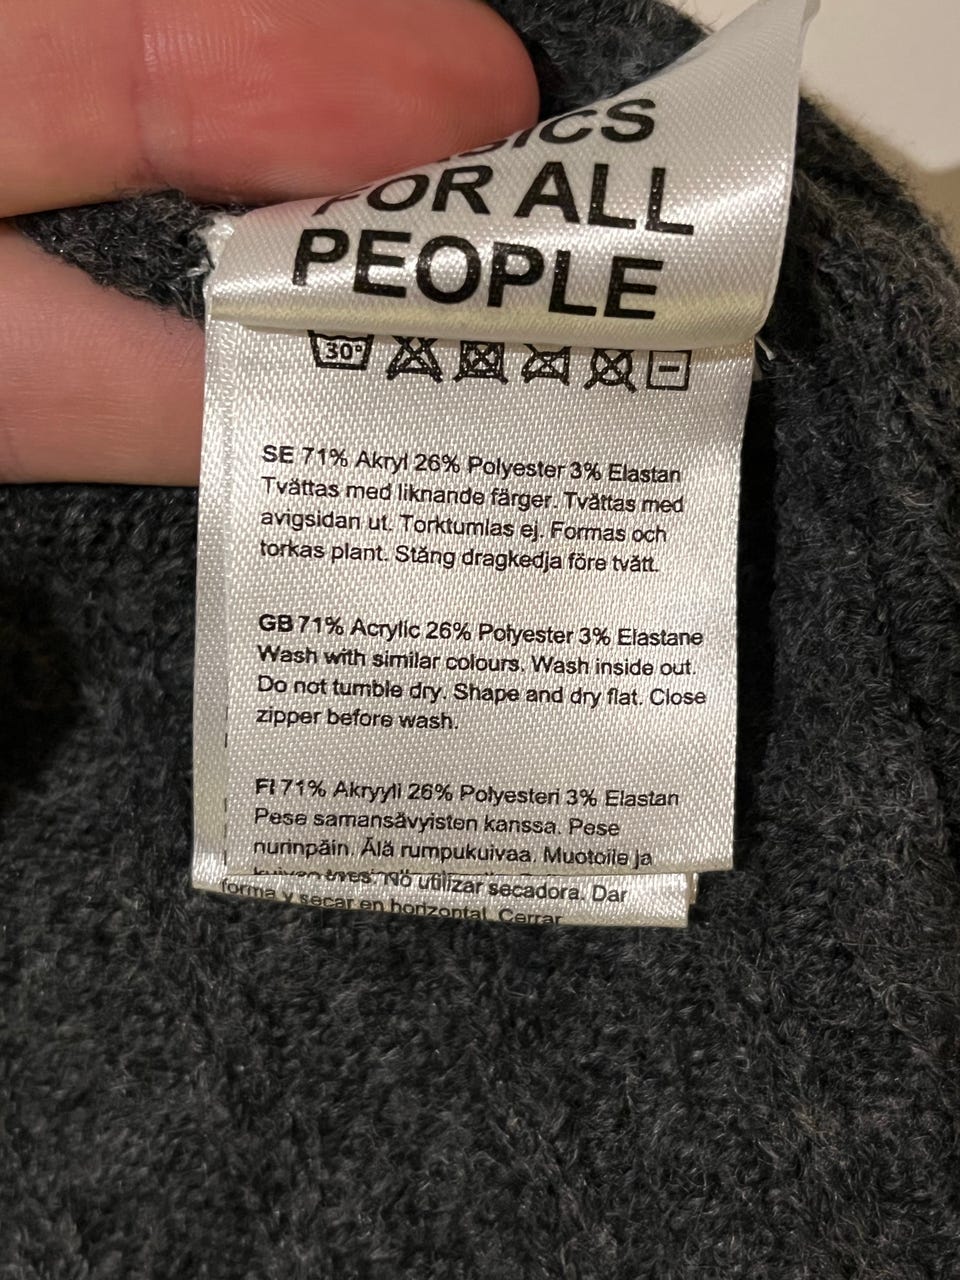 FOR ALL
PEOPLE
30°
SE 71% Akryl 26% Polyester 3% Elastan
Tvättas med liknande färger. Tvättas med
avigsidan ut. Torktumlas ej. Formas och
torkas plant. Stäng dragkedja före tvätt.
GB 71% Acrylic 26% Polyester 3% Elastane
Wash with similar colours. Wash inside out.
Do not tumble dry. Shape and dry flat. Close
zipper before wash.
FI 71% Akryyli 26% Polyesteri 3% Elastan
Pese samansävyisten kanssa. Pese
nurinpäin. Älä rumpukuivaa. Muotoile ja
No utilizar secadora. Dar
forma y secar en horizontal. Cerrar